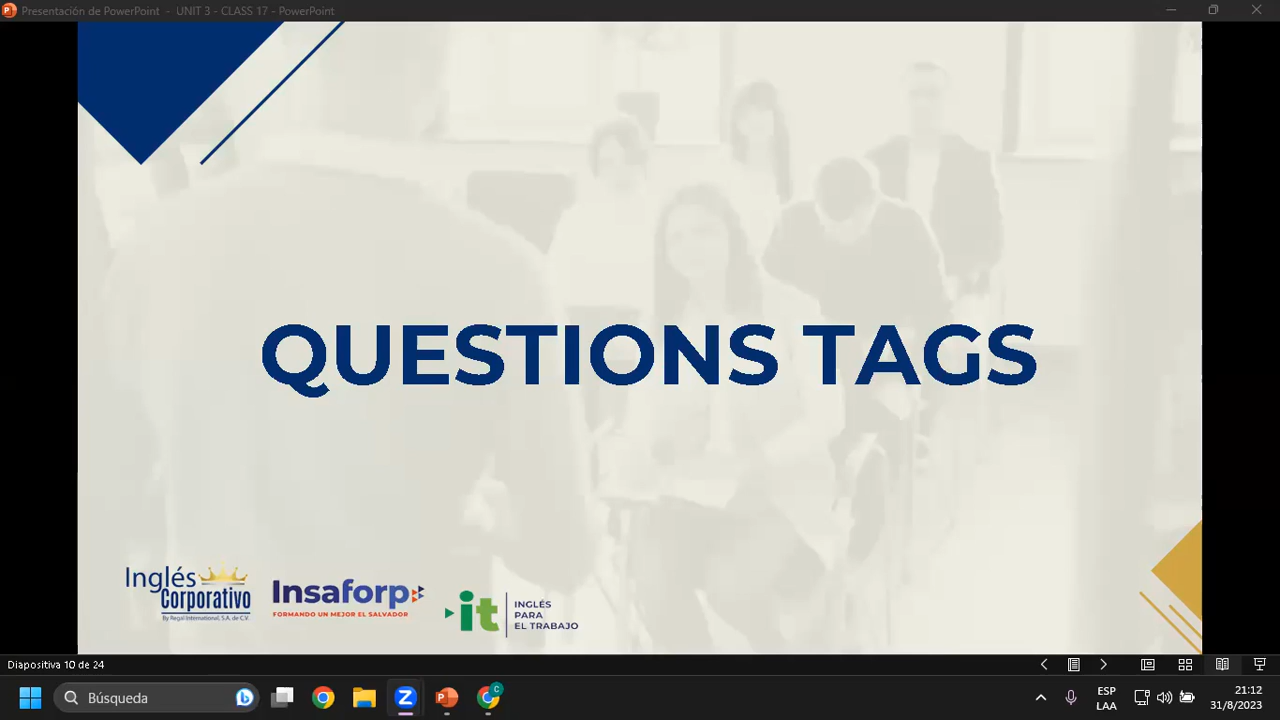 Presentación de PowerPoint - UNIT 3 - CLASS 17 - PowerPoint
QUESTIONS TAGS
Inglés
Corporativo
By Regal International, S.A. de C.V.
Insaforp
FORMANDO UN MEJOR EL SALVADOR
it
INGLÉS
PARA
EL TRABAJO
Diapositiva 10 de 24
Búsqueda
ESP
LAA
21:12
31/8/2023